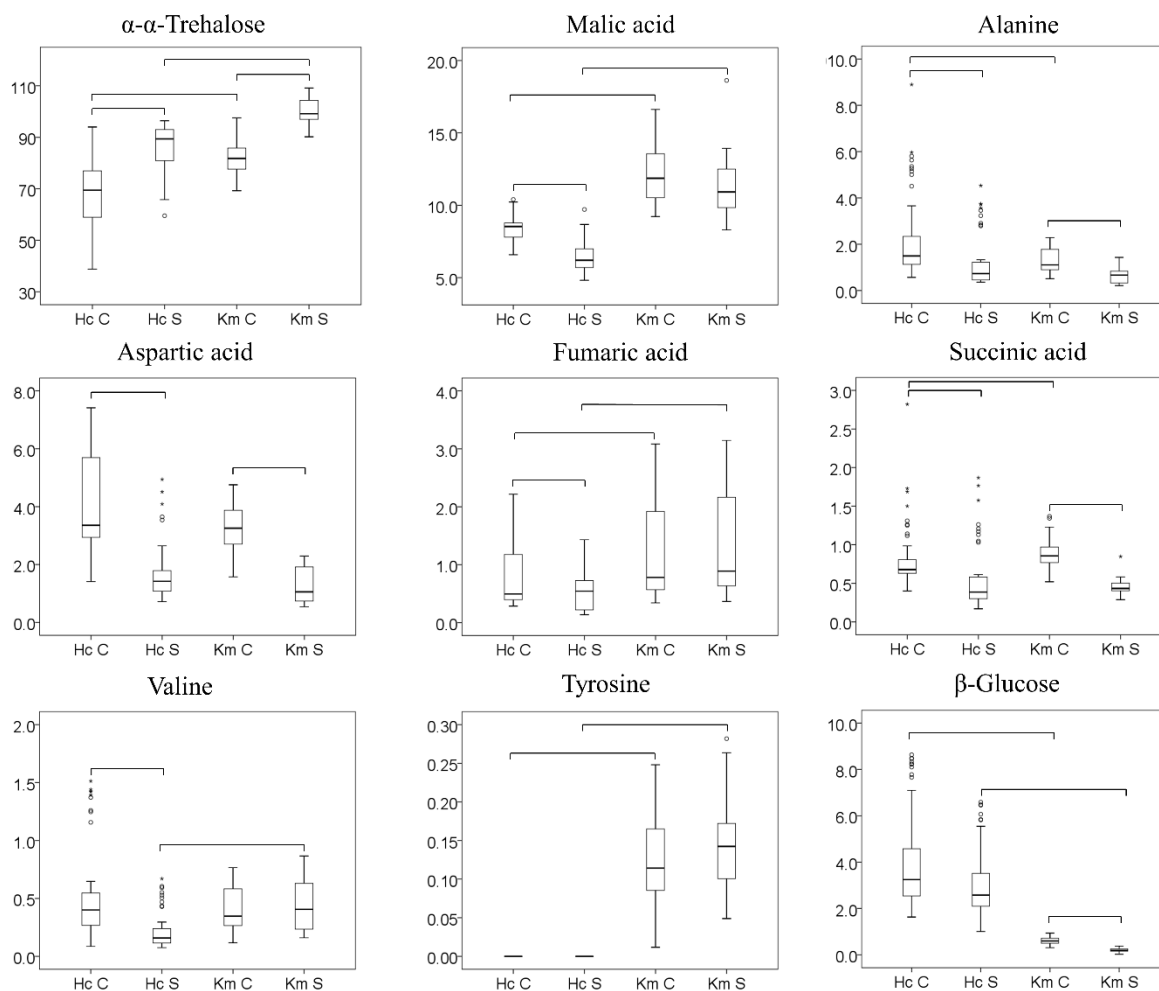 α-α-Trehalose
110
90
70
50
30
Hc C Hc S Km C Km S
Malic acid
20.0
15.0
10.0
5.0
Hc C Hc S Km C Km S
Alanine
10.0
8.0
6.0
4.0
2.0
0.0
Hc C Hc S Km C Km S
Aspartic acid
8.0
6.0
4.0
2.0
0.0
Hc C Hc S Km C Km S
Fumaric acid
4.0
3.0
2.0
1.0
0.0
Hc C Hc S Km C Km S
Succinic acid
3.0
2.5
2.0
1.5
1.0
0.5
0.0
Hc C Hc S Km C Km S
Valine
2.0
1.5
1.0
0.5
0.0
Hc C Hc S Km C Km S
Tyrosine
0.30
0.25
0.20
0.15
0.10
0.05
0.00
Hc C Hc S Km C Km S
β-Glucose
10.0
8.0
6.0
4.0
2.0
0.0
Hc C Hc S Km C Km S